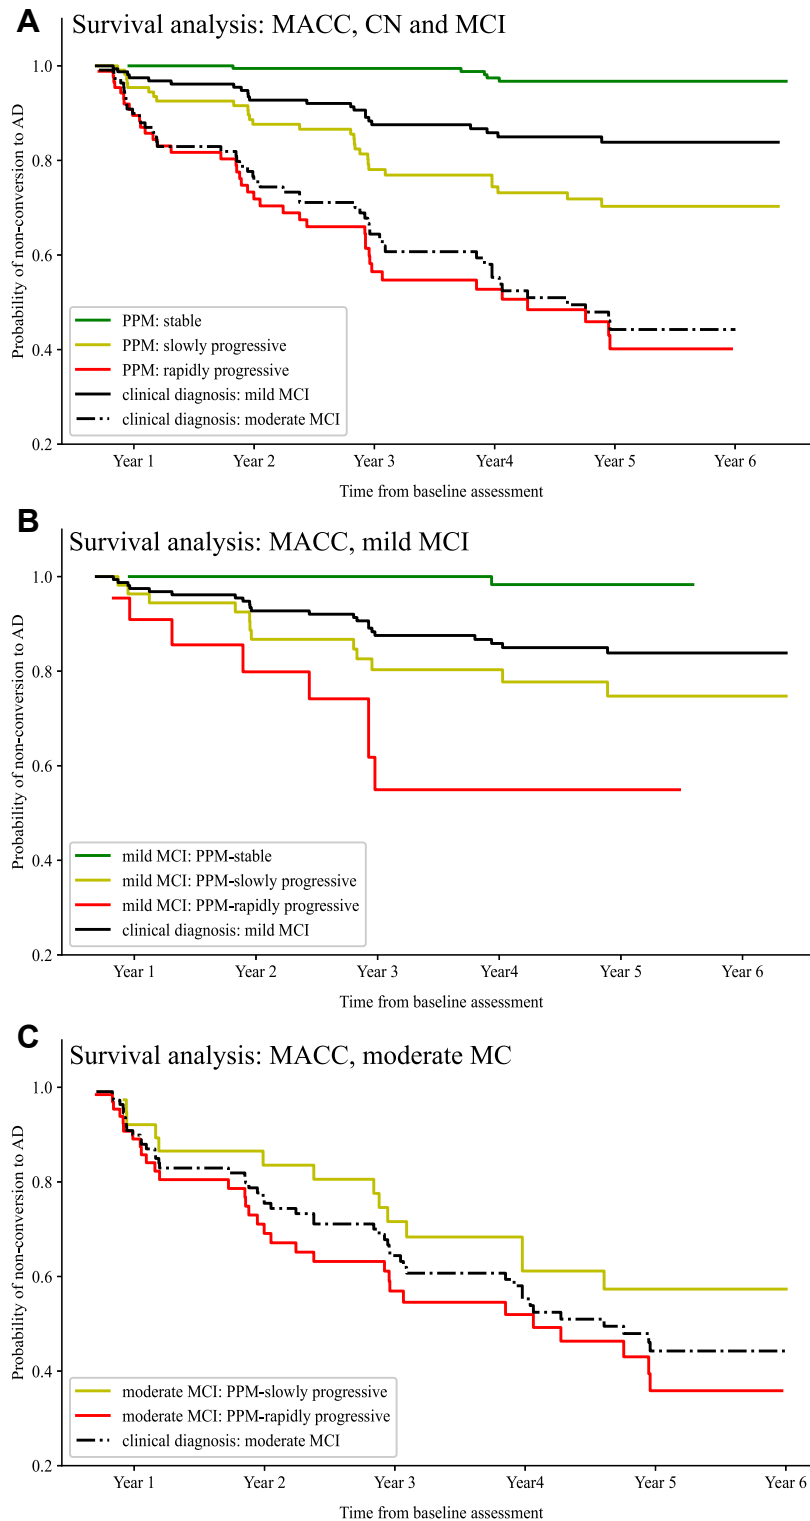 A
Survival analysis: MACC, CN and MCI
Probability of non-conversion to AD
1.0
0.8
0.6
0.4
0.2
PPM: stable
PPM: slowly progressive
PPM: rapidly progressive
clinical diagnosis: mild MCI
clinical diagnosis: moderate MCI
Year 1 Year 2 Year 3 Year4 Year 5 Year 6
Time from baseline assessment
B
Survival analysis: MACC, mild MCI
Probability of non-conversion to AD
1.0
0.8
0.6
0.4
0.2
mild MCI: PPM-stable
mild MCI: PPM-slowly progressive
mild MCI: PPM-rapidly progressive
clinical diagnosis: mild MCI
Year 1 Year 2 Year 3 Year4 Year 5 Year 6
Time from baseline assessment
C
Survival analysis: MACC, moderate MC
Probability of non-conversion to AD
1.0
0.8
0.6
0.4
0.2
moderate MCI: PPM-slowly progressive
moderate MCI: PPM-rapidly progressive
clinical diagnosis: moderate MCI
Year 1 Year 2 Year 3 Year4 Year 5 Year 6
Time from baseline assessment